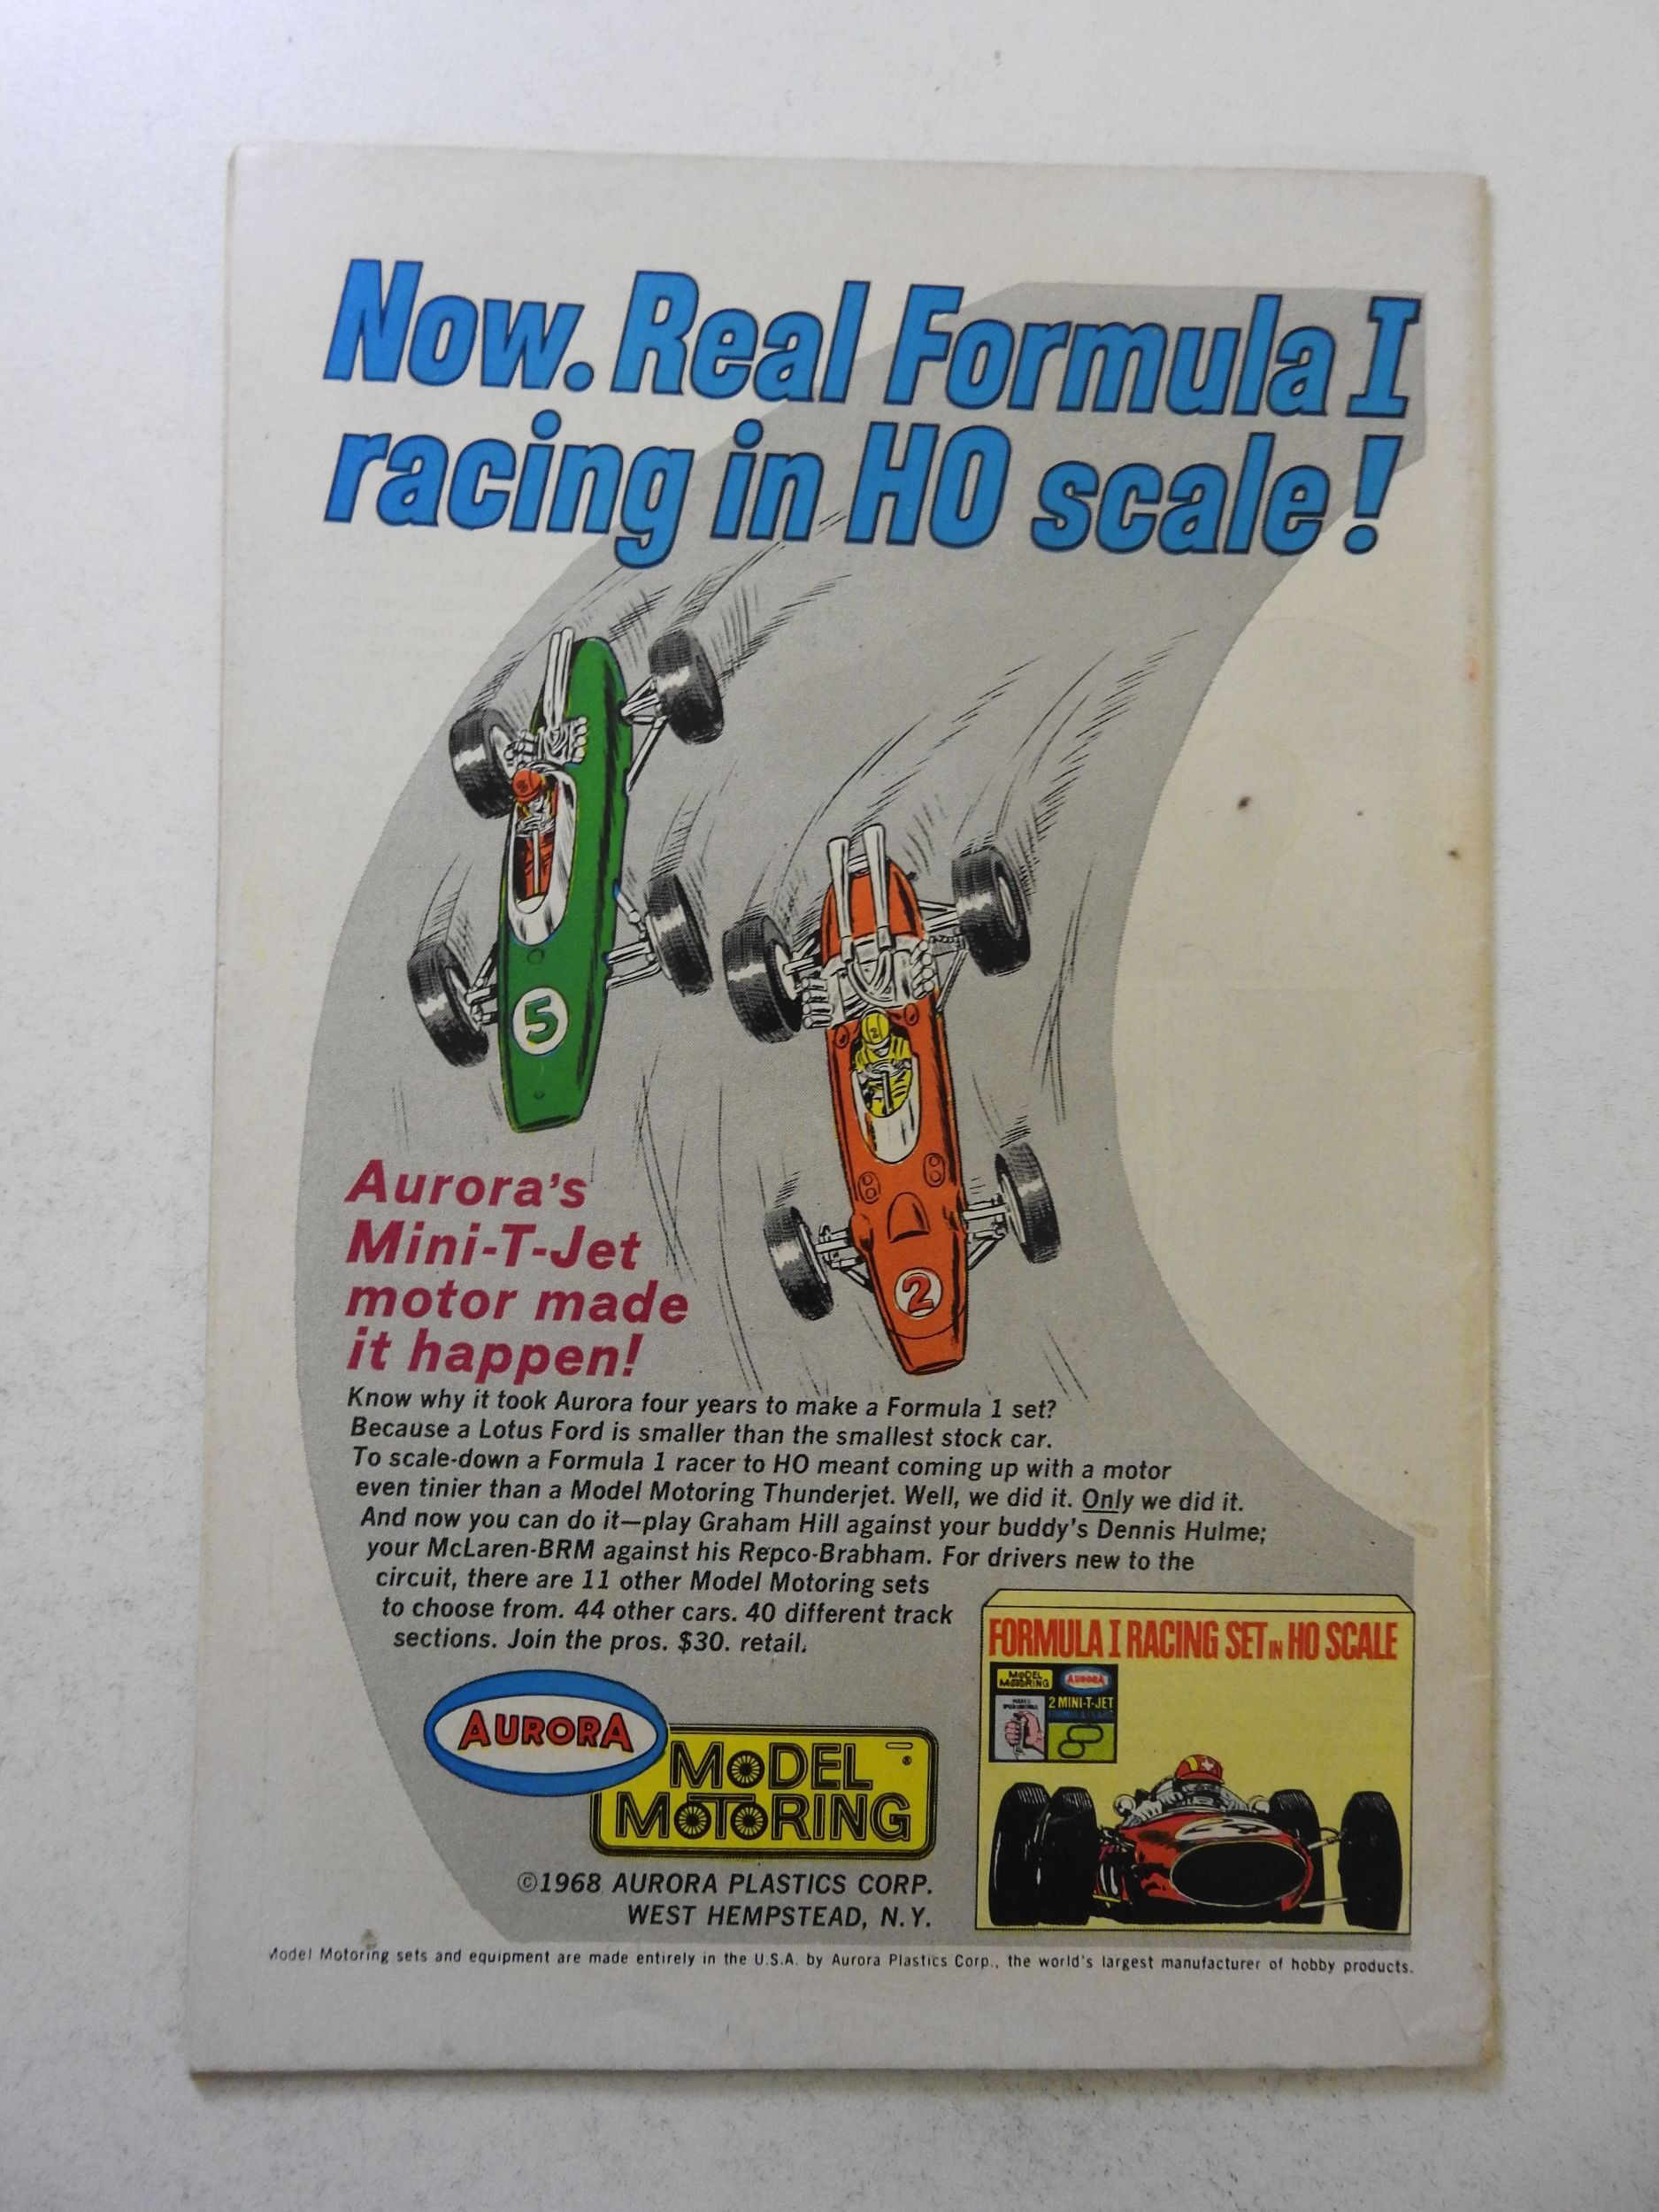 Now. Real Formula I
racing in HO scale!
5
2
2
Aurora's
Mini-T-Jet
motor made
it happen!
Know why it took Aurora four years to make a Formula 1 set?
Because a Lotus Ford is smaller than the smallest stock car.
To scale-down a Formula 1 racer to HO meant coming up with a motor
even tinier than a Model Motoring Thunderjet. Well, we did it. Only we did it.
And now you can do it—play Graham Hill against your buddy's Dennis Hulme;
your McLaren-BRM against his Repco-Brabham. For drivers new to the
circuit, there are 11 other Model Motoring sets
to choose from. 44 other cars. 40 different track
sections. Join the pros. $30. retail.
FORMULA I RACING SET IN HO SCALE
MODEL
MOTORING
AURORA
2 MINI-T-JET
AURORA
MODEL ®
MOTORING
©1968 AURORA PLASTICS CORP.
WEST HEMPSTEAD, N.Y.
Model Motoring sets and equipment are made entirely in the U.S.A. by Aurora Plastics Corp., the world's largest manufacturer of hobby products.